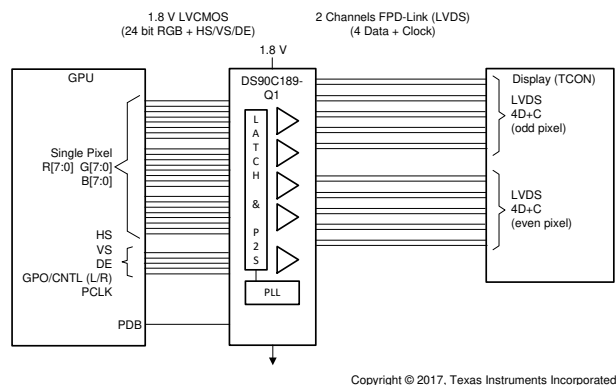 1.8 V LVCMOS
(24 bit RGB + HS/VS/DE)
2 Channels FPD-Link (LVDS)
(4 Data + Clock)
1.8 V
GPU
Single Pixel
R[7:0] G[7:0]
B[7:0]
HS
VS
DE
GPO/CNTL (L/R)
PCLK
PDB
DS90C189-
Q1
L
A
T
C
H
&
P
2
S
PLL
Display (TCON)
LVDS
4D+C
(odd pixel)
LVDS
4D+C
(even pixel)
Copyright © 2017, Texas Instruments Incorporated